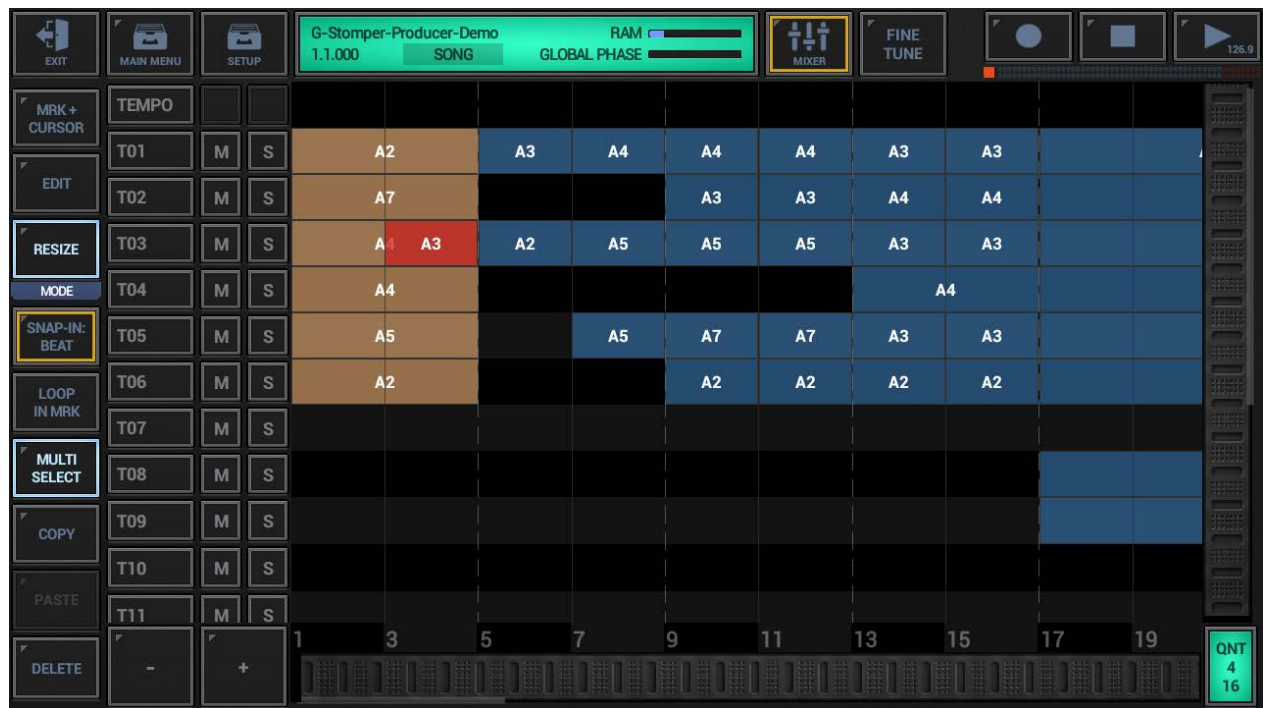 G-Stomper-Producer-Demo RAM
1.1.000 SONG GLOBAL PHASE
EXIT
MAIN MENU
SETUP
MIXER
FINE
TUNE
126.9
MRK +
CURSOR
EDIT
RESIZE
MODE
SNAP-IN:
BEAT
LOOP
IN MRK
MULTI
SELECT
COPY
PASTE
DELETE
TEMPO
T01 M S A2 A3 A4 A4 A4 A3 A3
T02 M S A7 A3 A3 A4 A4
T03 M S A4 A3 A2 A5 A5 A5 A3 A3
T04 M S A4 A4
T05 M S A5 A5 A7 A7 A3 A3
T06 M S A2 A2 A2 A2 A2
T07 M S
T08 M S
T09 M S
T10 M S
T11 M S
- +
1 3 5 7 9 11 13 15 17 19
QNT
4
16